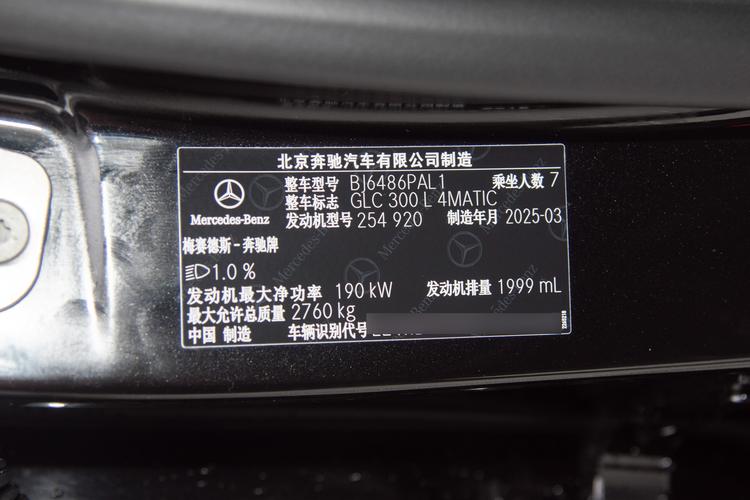 北京奔驰汽车有限公司制造
整车型号 BJ6486PAL1 乘坐人数 7
整车标志 GLC 300 L 4MATIC
Mercedes-Benz 发动机型号 254 920 制造年月 2025-03
梅赛德斯-奔驰牌
1.0 %
发动机最大净功率 190 kW 发动机排量 1999 mL
最大允许总质量 2760 kg
中国 制造 车辆识别代号